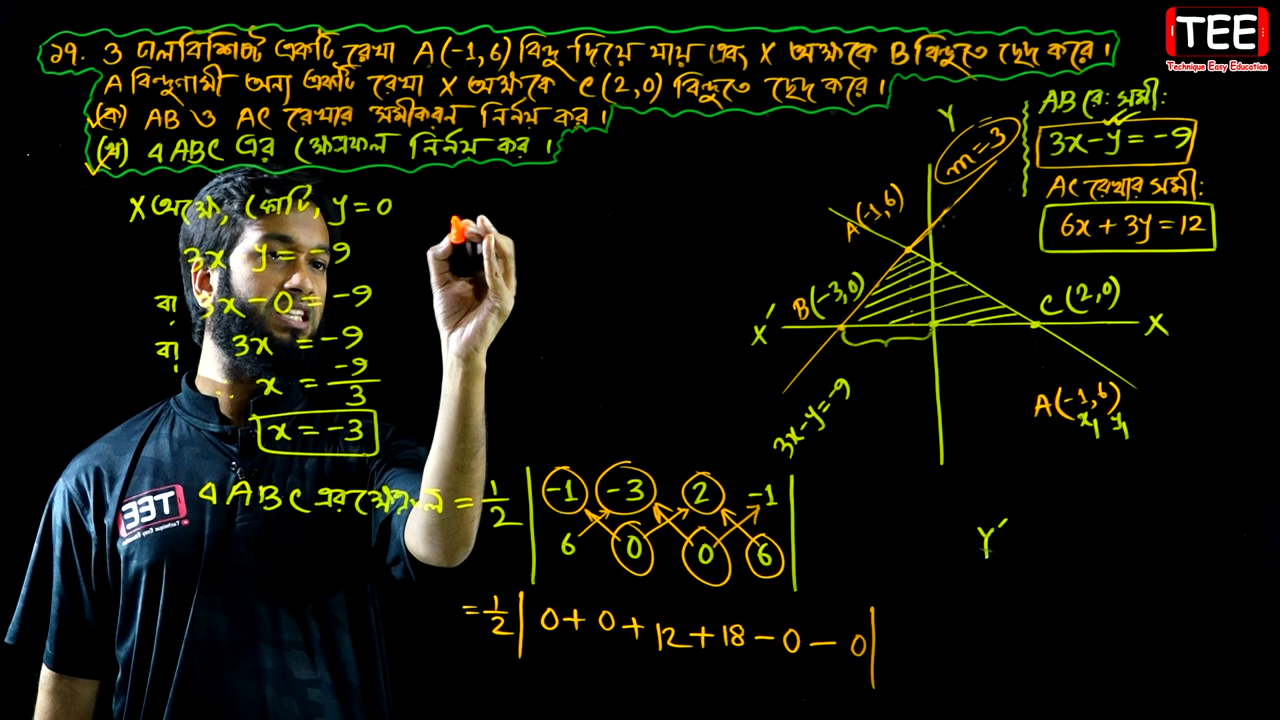 ১৭. 3 ঢালবিশিষ্ট একটি রেখা A(-1,6) বিন্দু দিয়ে যায় এবং X অক্ষকে B বিন্দুতে ছেদ করে।
A বিন্দুগামী অন্য একটি রেখা X অক্ষকে C(2,0) বিন্দুতে ছেদ করে।
(ক) AB ও AC রেখার সমীকরণ নির্ণয় কর।
(খ) ΔABC এর ক্ষেত্রফল নির্ণয় কর।
TEE
Technique Easy Education
AB রে: সমী:
3x-y=-9
AC রেখার সমী:
6x+3y=12
Y
m=3
A(-1,6)
B(-3,0)
C(2,0)
X′
X
3x-y=-9
A(-1,6)
x₁ y₁
Y′
X অক্ষে, কোটি, y=0
3x y=-9
বা, 3x-0=-9
বা, 3x =-9
∴ x = -9/3
x=-3
TEE
ΔABC এর ক্ষেত্রফল = 1/2 | -1 -3 2 -1 |
6 0 0 6
= 1/2 | 0+0+12+18-0-0 |